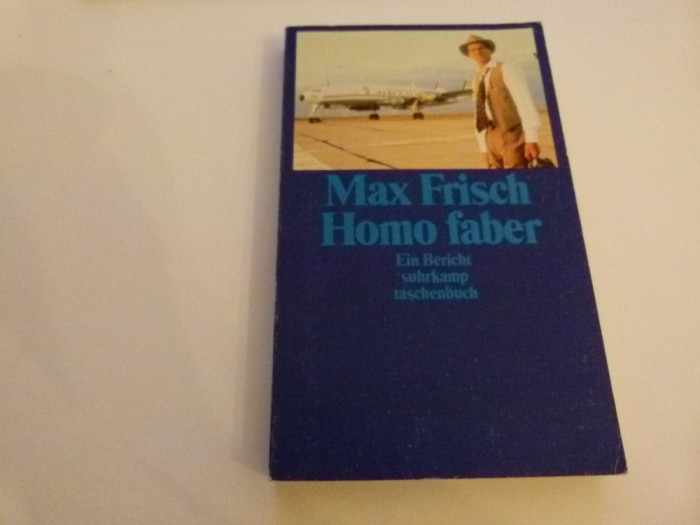 Max Frisch
Homo faber
Ein Bericht
suhrkamp
taschenbuch